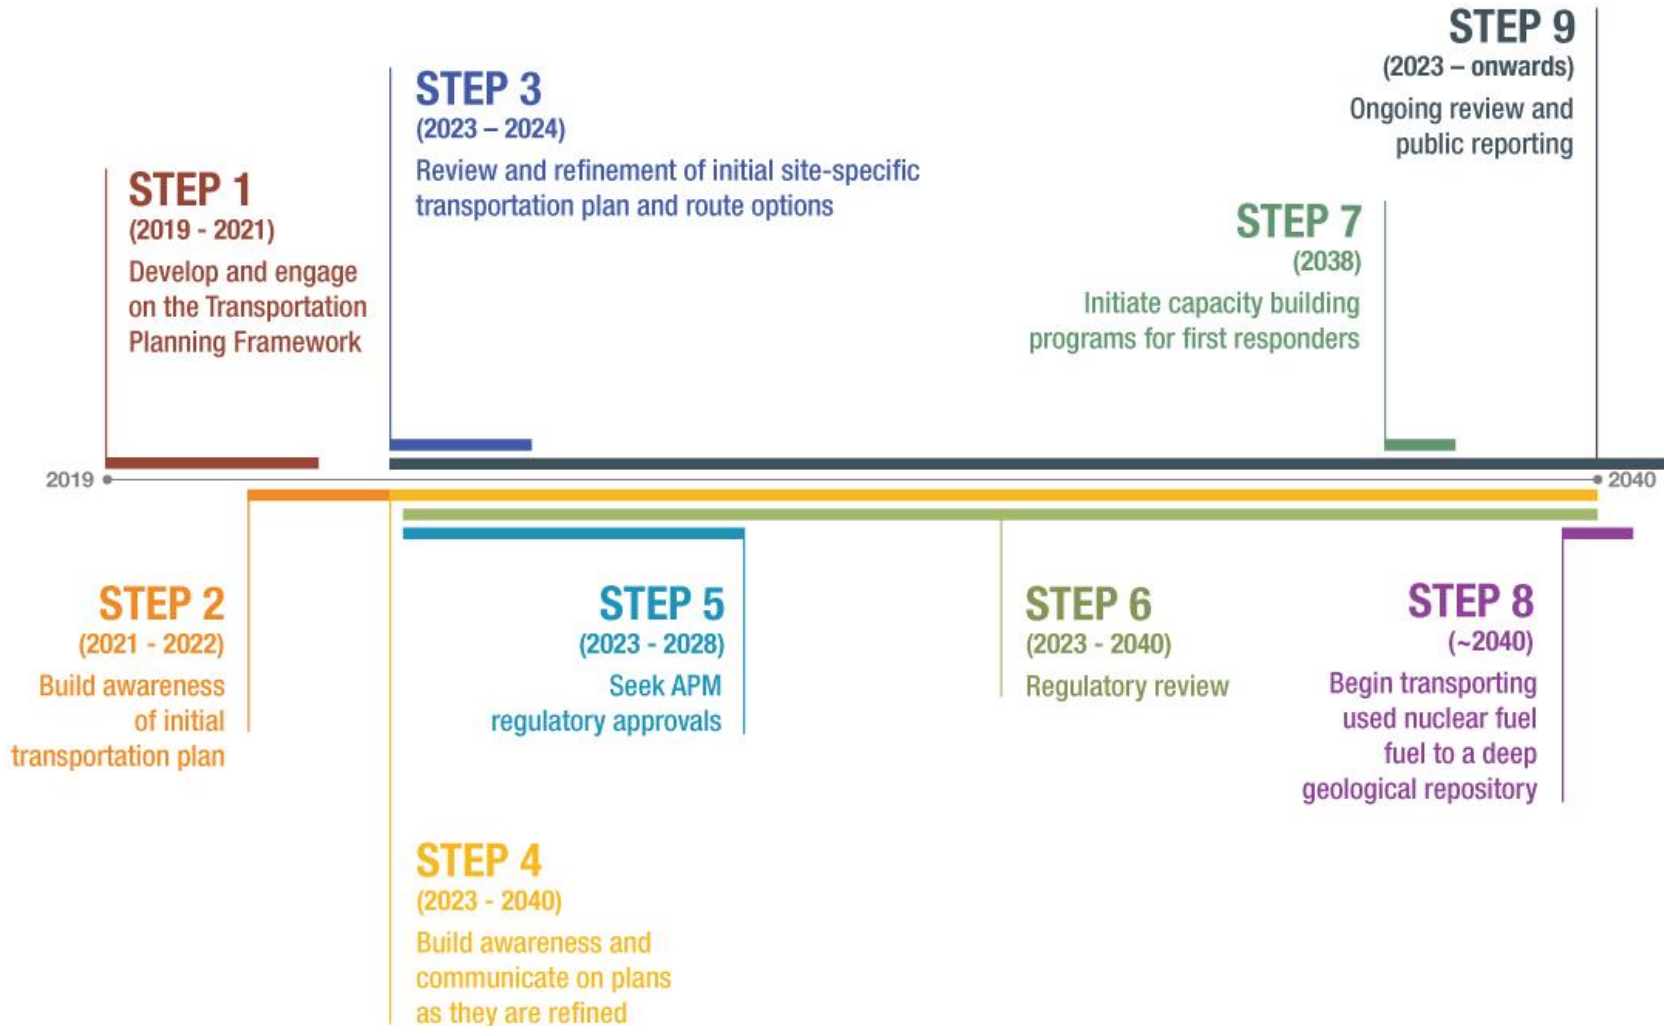 STEP 1
(2019 - 2021)
Develop and engage
on the Transportation
Planning Framework
STEP 3
(2023 – 2024)
Review and refinement of initial site-specific
transportation plan and route options
STEP 7
(2038)
Initiate capacity building
programs for first responders
STEP 9
(2023 – onwards)
Ongoing review and
public reporting
2019
2040
STEP 2
(2021 - 2022)
Build awareness
of initial
transportation plan
STEP 4
(2023 - 2040)
Build awareness and
communicate on plans
as they are refined
STEP 5
(2023 - 2028)
Seek APM
regulatory approvals
STEP 6
(2023 - 2040)
Regulatory review
STEP 8
(~2040)
Begin transporting
used nuclear fuel
fuel to a deep
geological repository